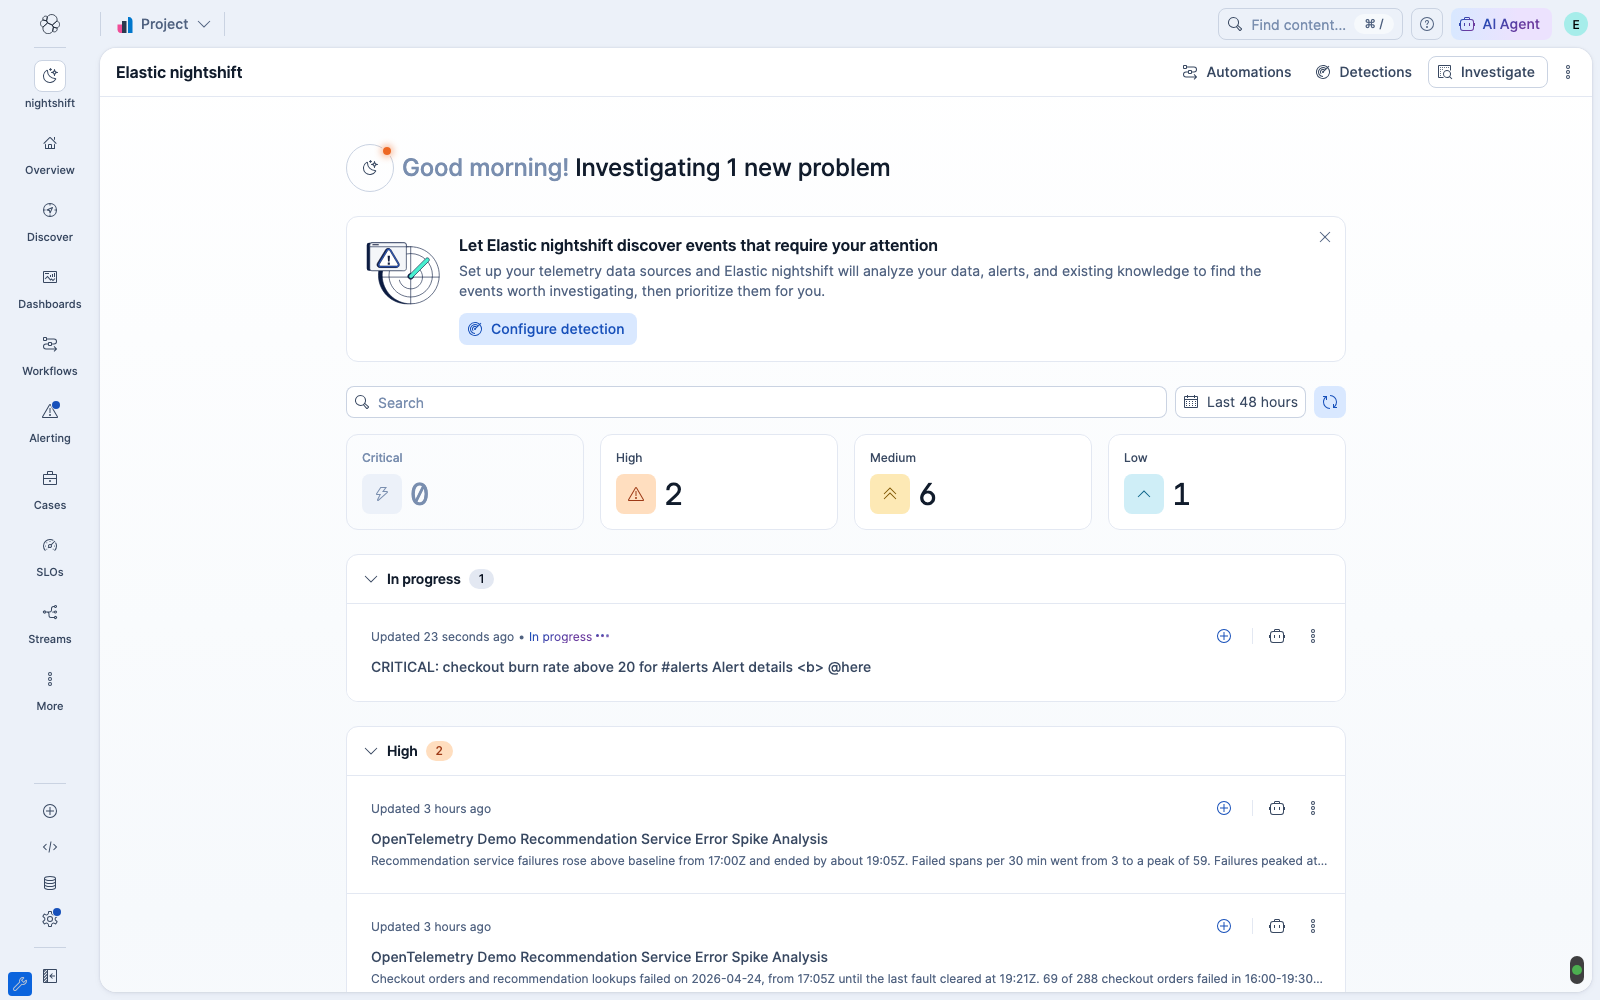 Project
Find content...
⌘ /
AI Agent
E
nightshift
Overview
Discover
Dashboards
Workflows
Alerting
Cases
SLOs
Streams
More
Elastic nightshift
Automations
Detections
Investigate
Good morning! Investigating 1 new problem
Let Elastic nightshift discover events that require your attention
Set up your telemetry data sources and Elastic nightshift will analyze your data, alerts, and existing knowledge to find the
events worth investigating, then prioritize them for you.
Configure detection
Search
Last 48 hours
Critical
0
High
2
Medium
6
Low
1
In progress 1
Updated 23 seconds ago • In progress •••
CRITICAL: checkout burn rate above 20 for #alerts Alert details <b> @here
High 2
Updated 3 hours ago
OpenTelemetry Demo Recommendation Service Error Spike Analysis
Recommendation service failures rose above baseline from 17:00Z and ended by about 19:05Z. Failed spans per 30 min went from 3 to a peak of 59. Failures peaked at...
Updated 3 hours ago
OpenTelemetry Demo Recommendation Service Error Spike Analysis
Checkout orders and recommendation lookups failed on 2026-04-24, from 17:05Z until the last fault cleared at 19:21Z. 69 of 288 checkout orders failed in 16:00-19:30...